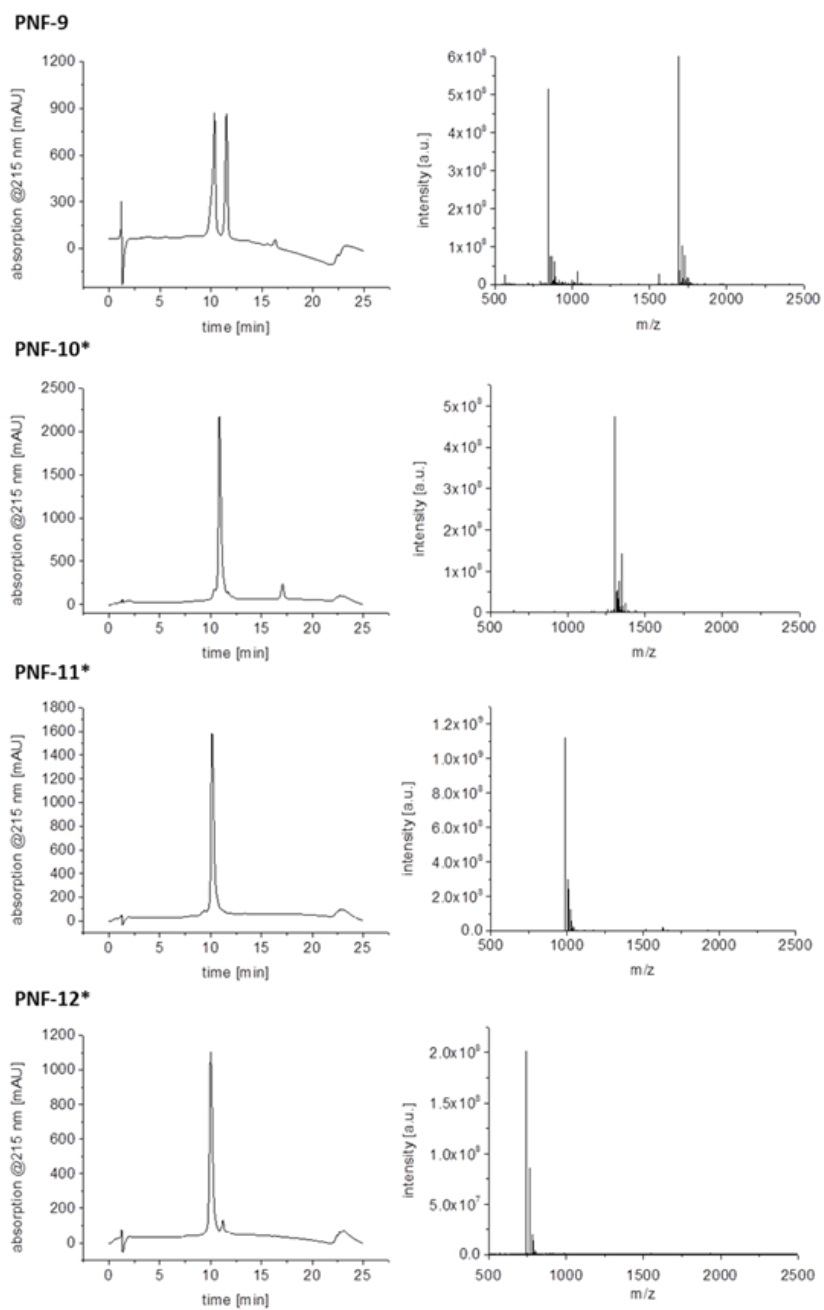 PNF-9
absorption @215 nm [mAU]
1200
900
600
300
0
0 5 10 15 20 25
time [min]
intensity [a.u.]
6x10⁸
5x10⁸
4x10⁸
3x10⁸
2x10⁸
1x10⁸
0
500 1000 1500 2000 2500
m/z
PNF-10*
absorption @215 nm [mAU]
2500
2000
1500
1000
500
0
0 5 10 15 20 25
time [min]
intensity [a.u.]
5x10⁸
4x10⁸
3x10⁸
2x10⁸
1x10⁸
0
500 1000 1500 2000 2500
m/z
PNF-11*
absorption @215 nm [mAU]
1800
1600
1400
1200
1000
800
600
400
200
0
0 5 10 15 20 25
time [min]
intensity [a.u.]
1.2x10⁹
9.0x10⁸
8.0x10⁸
4.0x10⁸
2.0x10⁸
0.0
500 1000 1500 2000 2500
m/z
PNF-12*
absorption @215 nm [mAU]
1200
1000
800
600
400
200
0
0 5 10 15 20 25
time [min]
intensity [a.u.]
2.0x10⁹
1.5x10⁸
1.0x10⁸
5.0x10⁷
0.0
500 1000 1500 2000 2500
m/z